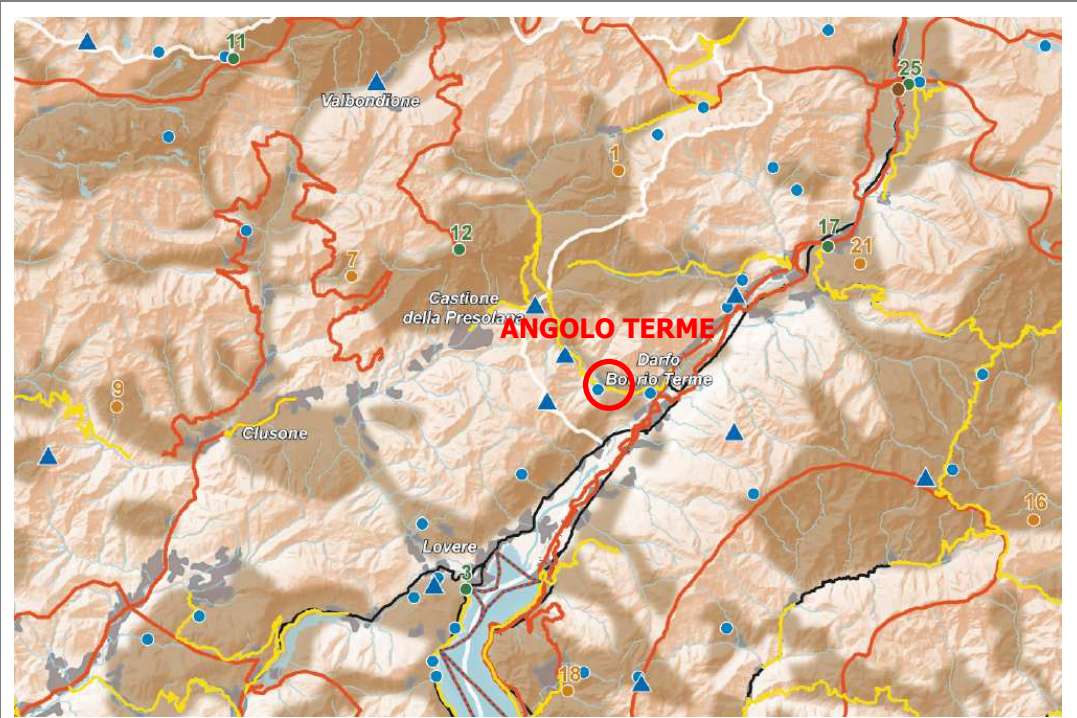 11
25
Valbondione
1
12
17
21
7
Castione
della Presolana
ANGOLO TERME
Darfo
Boario Terme
9
Clusone
16
Lovere
3
18